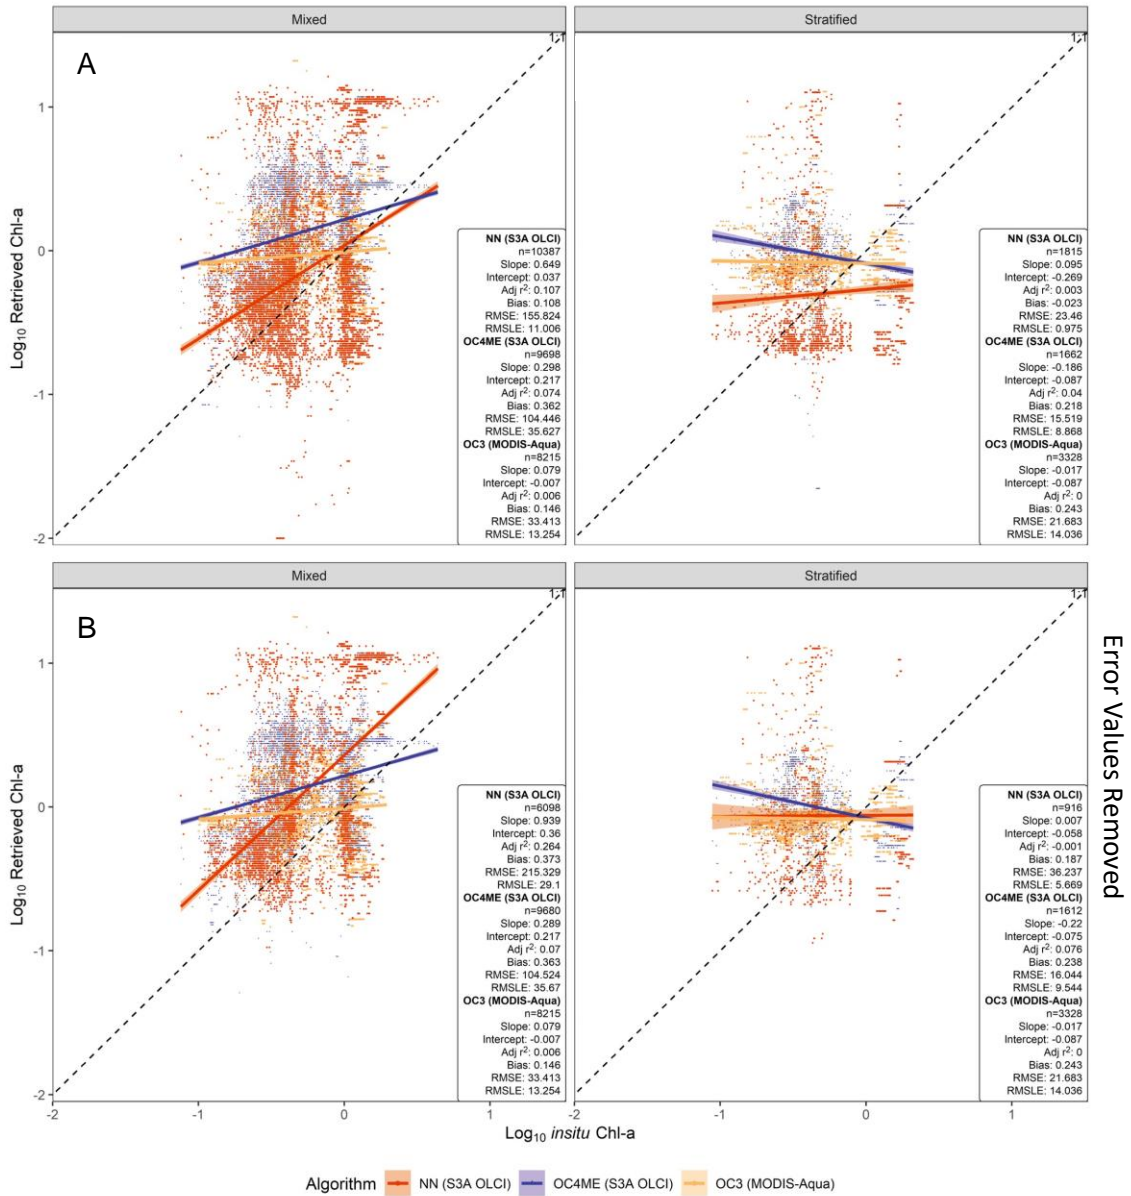 Mixed
Stratified
A
1:1
1:1
1
0
-1
-2
Log10 Retrieved Chl-a
NN (S3A OLCI)
n=10387
Slope: 0.649
Intercept: 0.037
Adj r2: 0.107
Bias: 0.108
RMSE: 155.824
RMSLE: 11.006
OC4ME (S3A OLCI)
n=9698
Slope: 0.298
Intercept: 0.217
Adj r2: 0.074
Bias: 0.362
RMSE: 104.446
RMSLE: 35.627
OC3 (MODIS-Aqua)
n=8215
Slope: 0.079
Intercept: -0.007
Adj r2: 0.006
Bias: 0.146
RMSE: 33.413
RMSLE: 13.254
NN (S3A OLCI)
n=1815
Slope: 0.095
Intercept: -0.269
Adj r2: 0.003
Bias: -0.023
RMSE: 23.46
RMSLE: 0.975
OC4ME (S3A OLCI)
n=1662
Slope: -0.186
Intercept: -0.087
Adj r2: 0.04
Bias: 0.218
RMSE: 15.519
RMSLE: 8.868
OC3 (MODIS-Aqua)
n=3328
Slope: -0.017
Intercept: -0.087
Adj r2: 0
Bias: 0.243
RMSE: 21.683
RMSLE: 14.036
Mixed
Stratified
B
1:1
1:1
1
0
-1
-2
Log10 Retrieved Chl-a
NN (S3A OLCI)
n=6098
Slope: 0.939
Intercept: 0.36
Adj r2: 0.264
Bias: 0.373
RMSE: 215.329
RMSLE: 29.1
OC4ME (S3A OLCI)
n=9680
Slope: 0.289
Intercept: 0.217
Adj r2: 0.07
Bias: 0.363
RMSE: 104.524
RMSLE: 35.67
OC3 (MODIS-Aqua)
n=8215
Slope: 0.079
Intercept: -0.007
Adj r2: 0.006
Bias: 0.146
RMSE: 33.413
RMSLE: 13.254
NN (S3A OLCI)
n=916
Slope: 0.007
Intercept: -0.058
Adj r2: -0.001
Bias: 0.187
RMSE: 36.237
RMSLE: 5.669
OC4ME (S3A OLCI)
n=1612
Slope: -0.22
Intercept: -0.075
Adj r2: 0.076
Bias: 0.238
RMSE: 16.044
RMSLE: 9.544
OC3 (MODIS-Aqua)
n=3328
Slope: -0.017
Intercept: -0.087
Adj r2: 0
Bias: 0.243
RMSE: 21.683
RMSLE: 14.036
Error Values Removed
-2 -1 0 1 -2 -1 0 1
Log10 insitu Chl-a
Algorithm NN (S3A OLCI) OC4ME (S3A OLCI) OC3 (MODIS-Aqua)